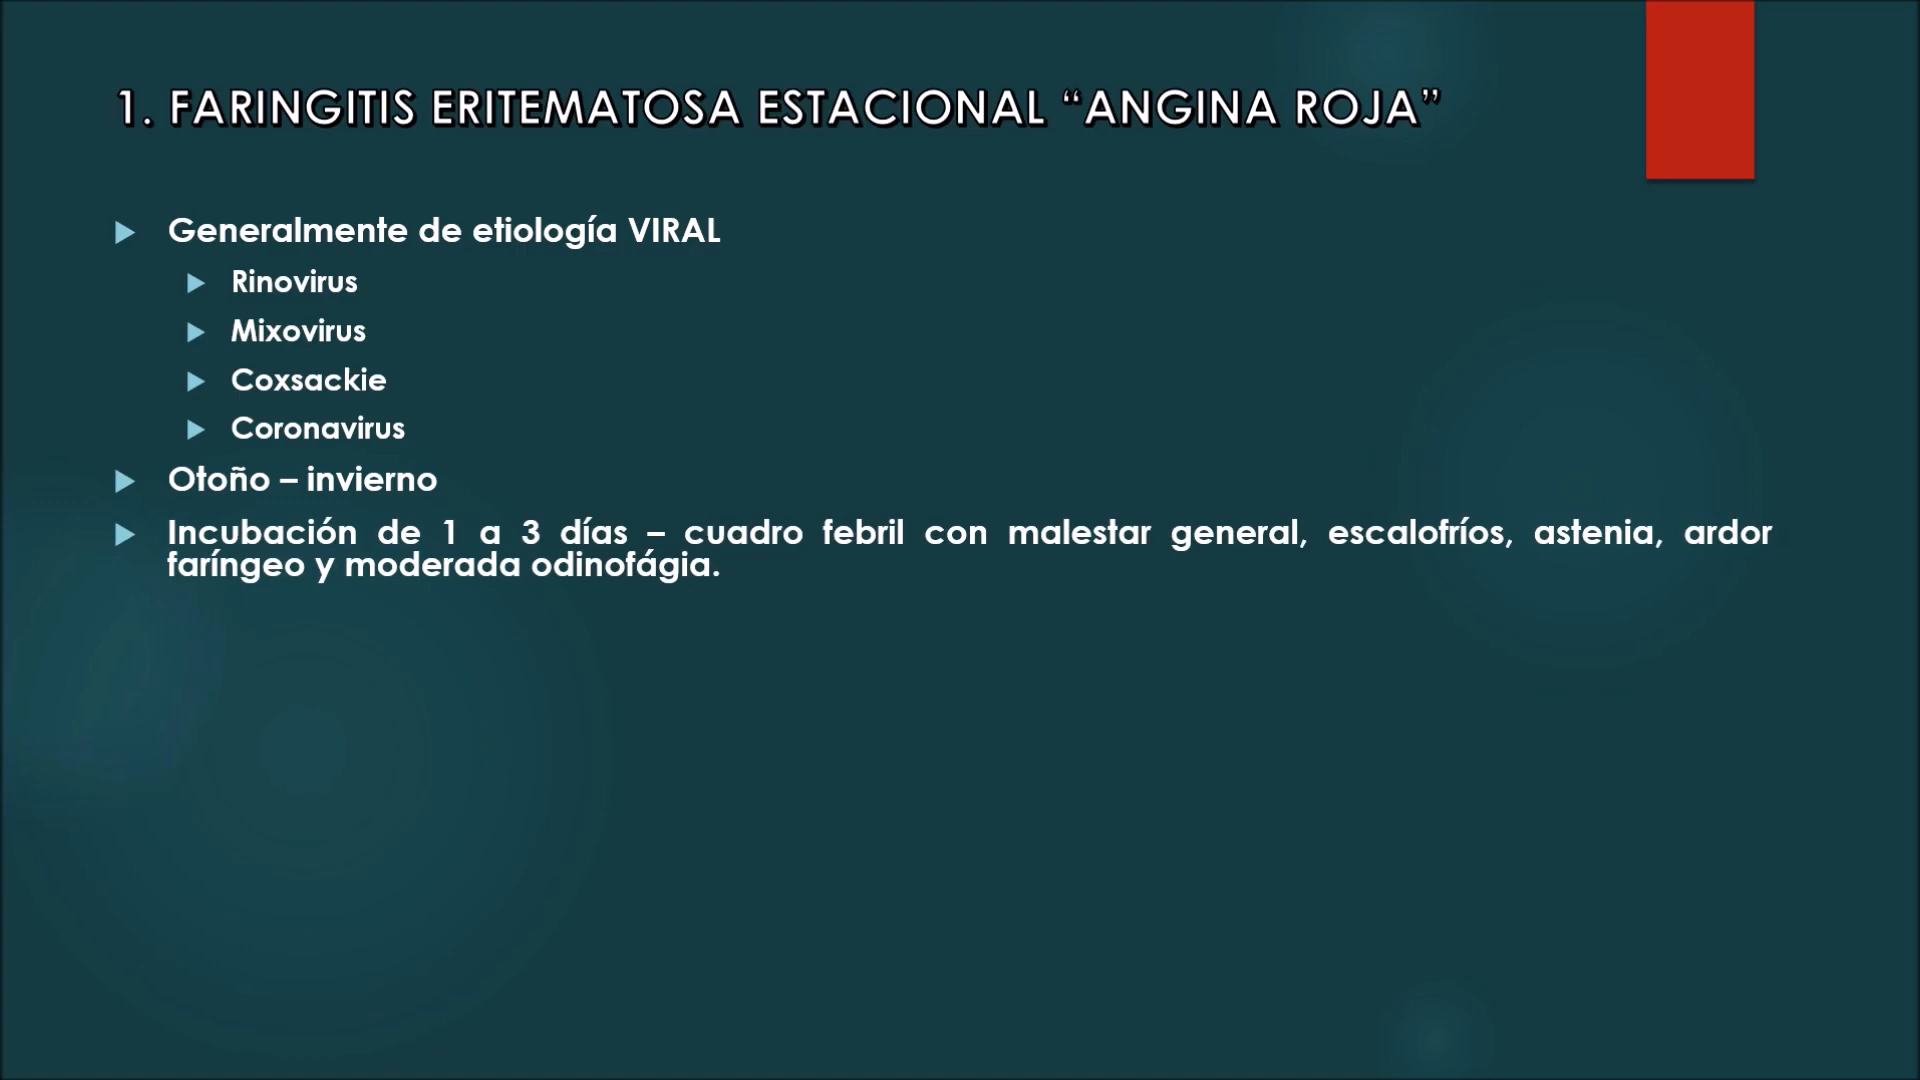 1. FARINGITIS ERITEMATOSA ESTACIONAL “ANGINA ROJA”
Generalmente de etiología VIRAL
Rinovirus
Mixovirus
Coxsackie
Coronavirus
Otoño – invierno
Incubación de 1 a 3 días – cuadro febril con malestar general, escalofríos, astenia, ardor
faríngeo y moderada odinofágia.